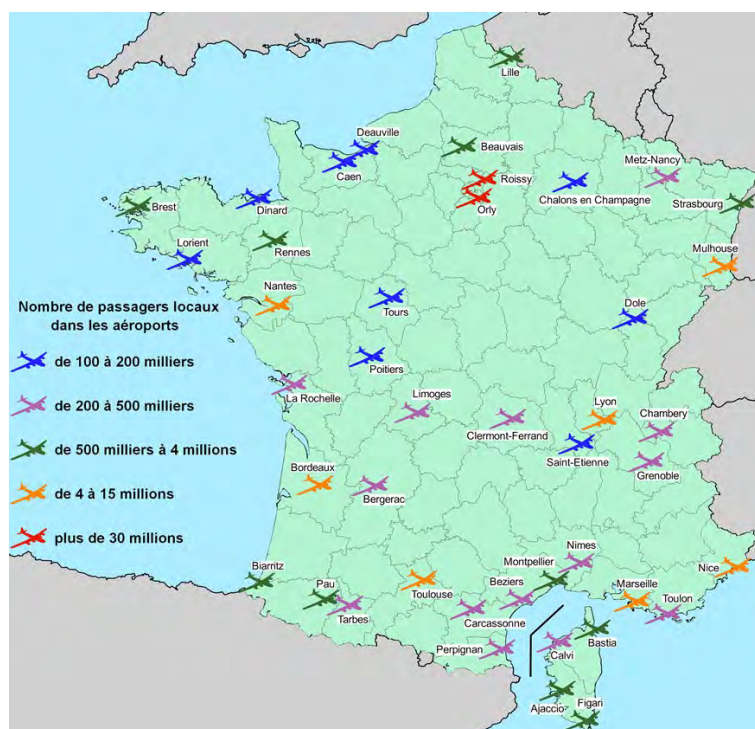 Lille
Deauville
Beauvais
Caen
Metz-Nancy
Roissy
Chalons en Champagne
Strasbourg
Orly
Brest
Dinard
Lorient
Rennes
Mulhouse
Nantes
Tours
Dole
Nombre de passagers locaux
dans les aéroports
de 100 à 200 milliers
Poitiers
La Rochelle
Limoges
Lyon
Chambery
de 200 à 500 milliers
Clermont-Ferrand
Saint-Etienne
de 500 milliers à 4 millions
Grenoble
Bordeaux
de 4 à 15 millions
Bergerac
plus de 30 millions
Nimes
Biarritz
Montpellier
Nice
Pau
Toulouse
Beziers
Marseille
Toulon
Tarbes
Carcassonne
Bastia
Perpignan
Calvi
Ajaccio
Figari